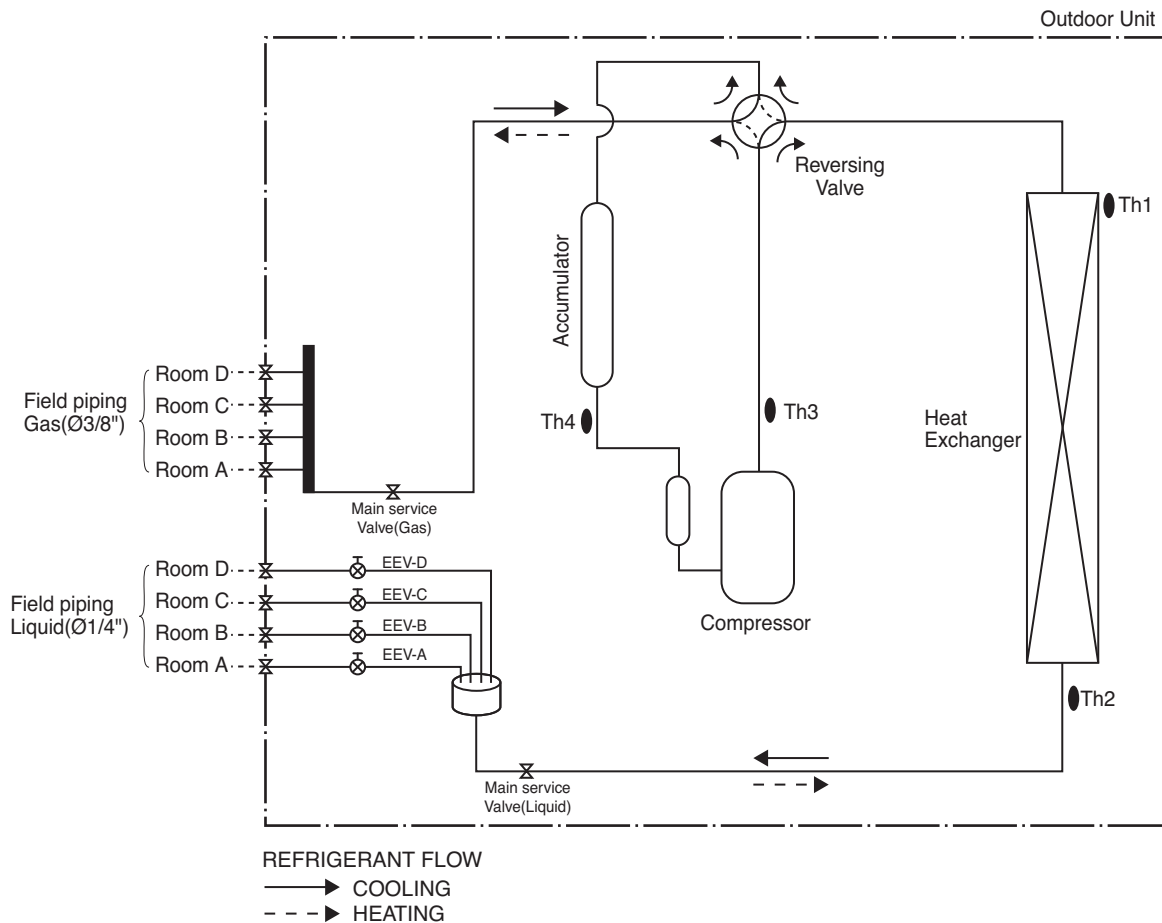 Outdoor Unit
Reversing
Valve
Th1
Accumulator
Room D
Room C
Room B
Room A
Field piping
Gas(Ø3/8")
Th4
Th3
Heat
Exchanger
Main service
Valve(Gas)
Room D
Room C
Room B
Room A
Field piping
Liquid(Ø1/4")
EEV-D
EEV-C
EEV-B
EEV-A
Compressor
Th2
Main service
Valve(Liquid)
REFRIGERANT FLOW
COOLING
HEATING